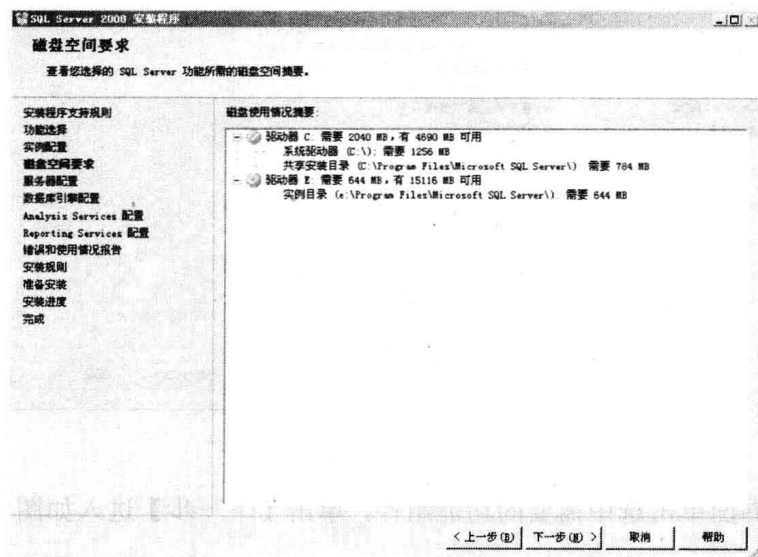 SQL Server 2008 安装程序
磁盘空间要求
查看您选择的 SQL Server 功能所需的磁盘空间摘要。
安装程序支持规则
功能选择
实例配置
磁盘空间要求
服务器配置
数据库引擎配置
Analysis Services 配置
Reporting Services 配置
错误和使用情况报告
安装规则
准备安装
安装进度
完成
磁盘使用情况摘要:
驱动器 C: 需要 2040 MB，有 4690 MB 可用
系统驱动器 (C:\): 需要 1256 MB
共享安装目录 (C:\Program Files\Microsoft SQL Server\) 需要 784 MB
驱动器 E: 需要 644 MB，有 15116 MB 可用
实例目录 (e:\Program Files\Microsoft SQL Server\): 需要 644 MB
< 上一步(B)
下一步(N) >
取消
帮助